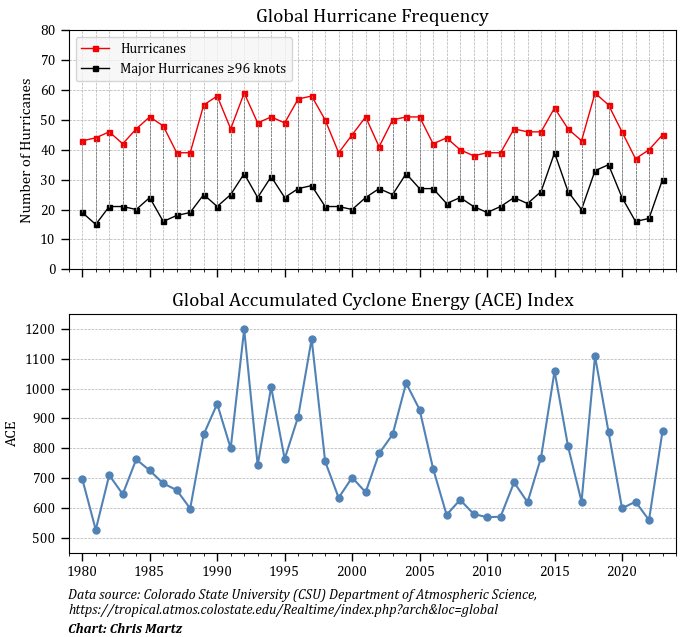 Global Hurricane Frequency
80
70
60
50
40
30
20
10
0
Number of Hurricanes
Hurricanes
Major Hurricanes ≥96 knots
Global Accumulated Cyclone Energy (ACE) Index
1200
1100
1000
900
800
700
600
500
ACE
1980 1985 1990 1995 2000 2005 2010 2015 2020
Data source: Colorado State University (CSU) Department of Atmospheric Science,
https://tropical.atmos.colostate.edu/Realtime/index.php?arch&loc=global
Chart: Chris Martz